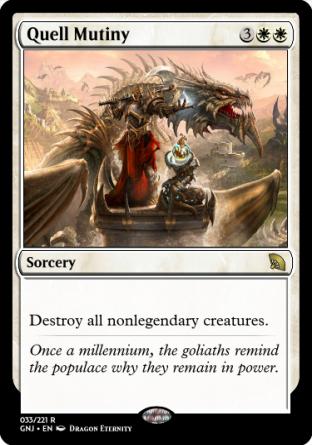 Quell Mutiny 3
Sorcery
Destroy all nonlegendary creatures.
Once a millennium, the goliaths remind
the populace why they remain in power.
033/221 R
GNJ • EN DRAGON ETERNITY